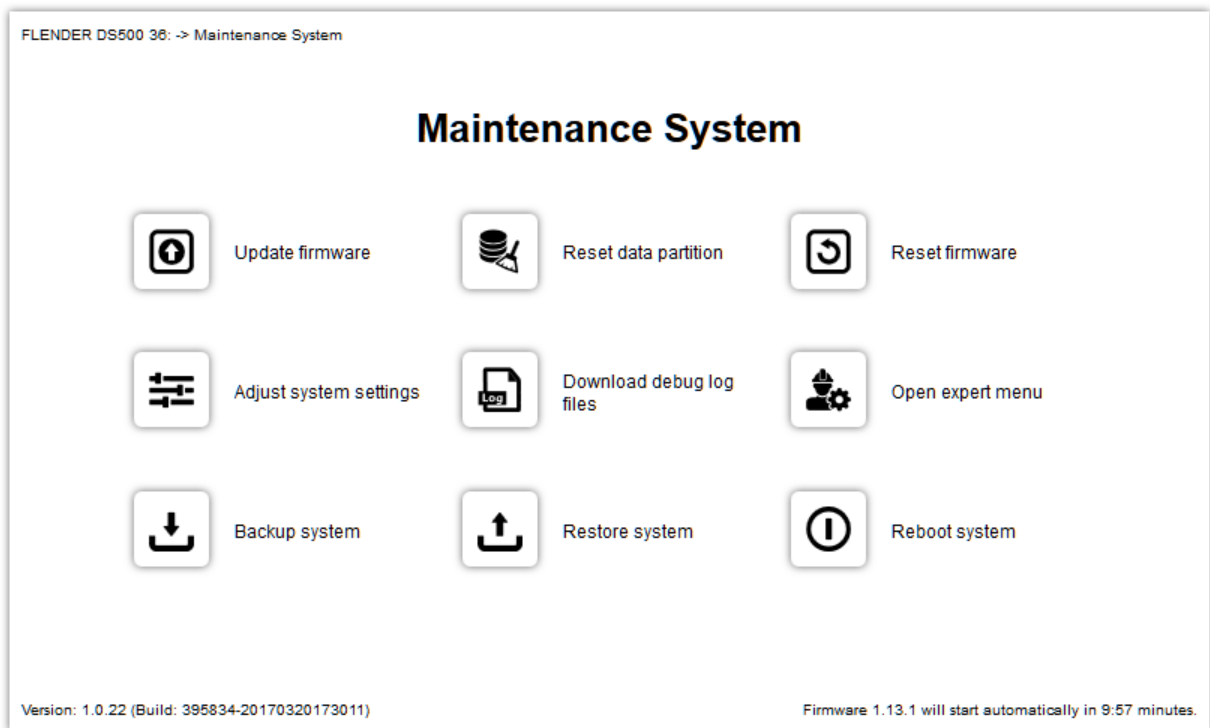 FLENDER DS500 36: -> Maintenance System
Maintenance System
Update firmware
Reset data partition
Reset firmware
Adjust system settings
Log
Download debug log
files
Open expert menu
Backup system
Restore system
Reboot system
Version: 1.0.22 (Build: 395834-20170320173011)
Firmware 1.13.1 will start automatically in 9:57 minutes.